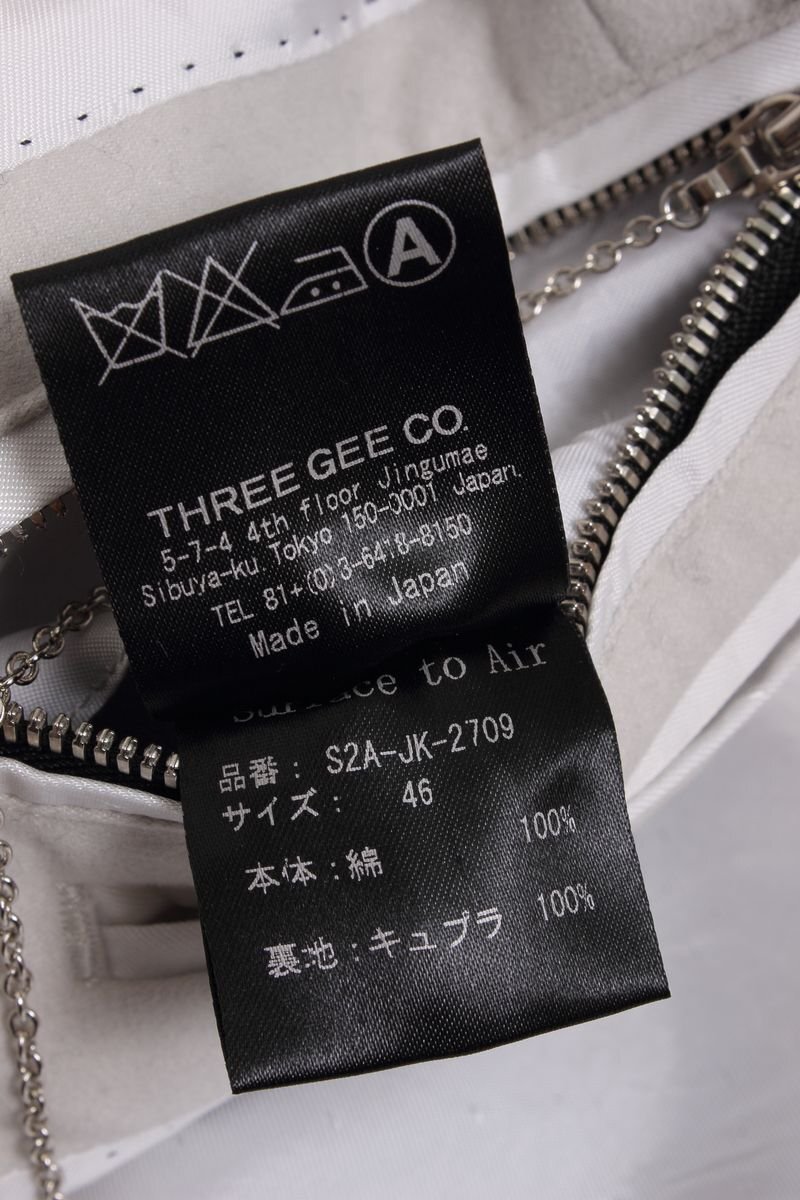 A
THREE GEE CO.
5-7-4 4th floor Jingumae
Sibuya-ku Tokyo 150-0001 Japan.
TEL 81+(0)3-6418-8150
Made in Japan
Surface to Air
品番： S2A-JK-2709
サイズ： 46
本体：綿 100%
裏地：キュプラ 100%